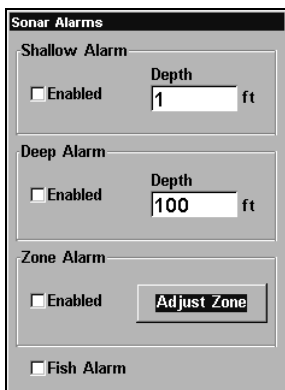 Sonar Alarms
Shallow Alarm
Depth
Enabled
1 ft
Deep Alarm
Depth
Enabled
100 ft
Zone Alarm
Enabled
Adjust Zone
Fish Alarm